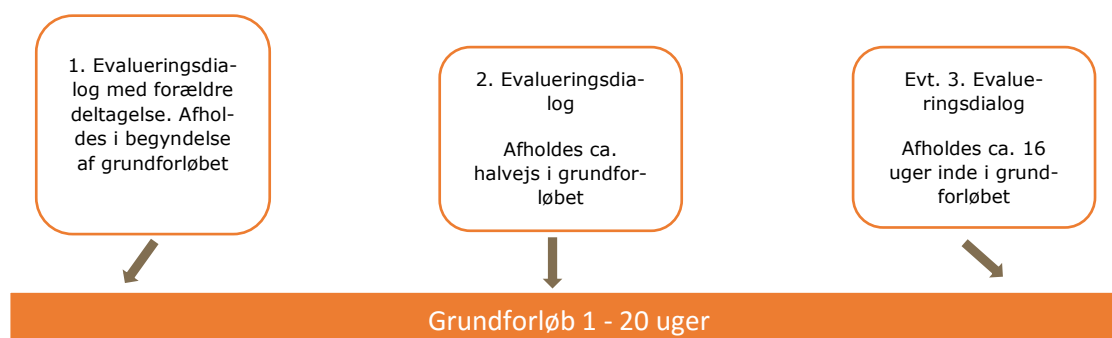 1. Evalueringsdia-
log med forældre
deltagelse. Afhol-
des i begyndelse
af grundforløbet
2. Evalueringsdia-
log
Afholdes ca.
halvejs i grundfor-
løbet
Evt. 3. Evalue-
ringsdialog
Afholdes ca. 16
uger inde i grund-
forløbet
Grundforløb 1 - 20 uger